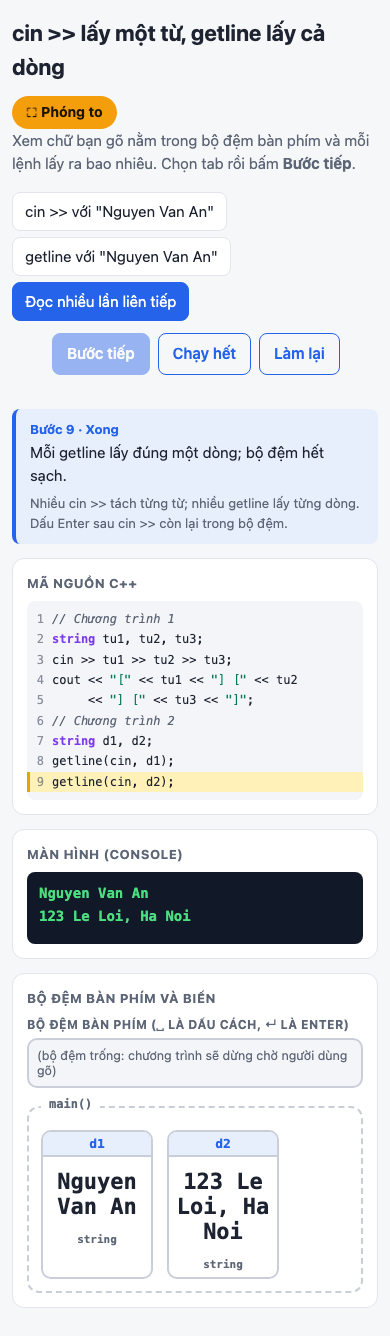 cin >> lấy một từ, getline lấy cả
dòng
⛶ Phóng to
Xem chữ bạn gõ nằm trong bộ đệm bàn phím và mỗi
lệnh lấy ra bao nhiêu. Chọn tab rồi bấm Bước tiếp.
cin >> với "Nguyen Van An"
getline với "Nguyen Van An"
Đọc nhiều lần liên tiếp
Bước tiếp
Chạy hết
Làm lại
Bước 9 · Xong
Mỗi getline lấy đúng một dòng; bộ đệm hết
sạch.
Nhiều cin >> tách từng từ; nhiều getline lấy từng dòng.
Dấu Enter sau cin >> còn lại trong bộ đệm.
MÃ NGUỒN C++
1 // Chương trình 1
2 string tu1, tu2, tu3;
3 cin >> tu1 >> tu2 >> tu3;
4 cout << "[" << tu1 << "] [" << tu2
5      << "] [" << tu3 << "]";
6 // Chương trình 2
7 string d1, d2;
8 getline(cin, d1);
9 getline(cin, d2);
MÀN HÌNH (CONSOLE)
Nguyen Van An
123 Le Loi, Ha Noi
BỘ ĐỆM BÀN PHÍM VÀ BIẾN
BỘ ĐỆM BÀN PHÍM (␣ LÀ DẤU CÁCH, ↵ LÀ ENTER)
(bộ đệm trống: chương trình sẽ dừng chờ người dùng
gõ)
main()
d1
Nguyen
Van An
string
d2
123 Le
Loi, Ha
Noi
string